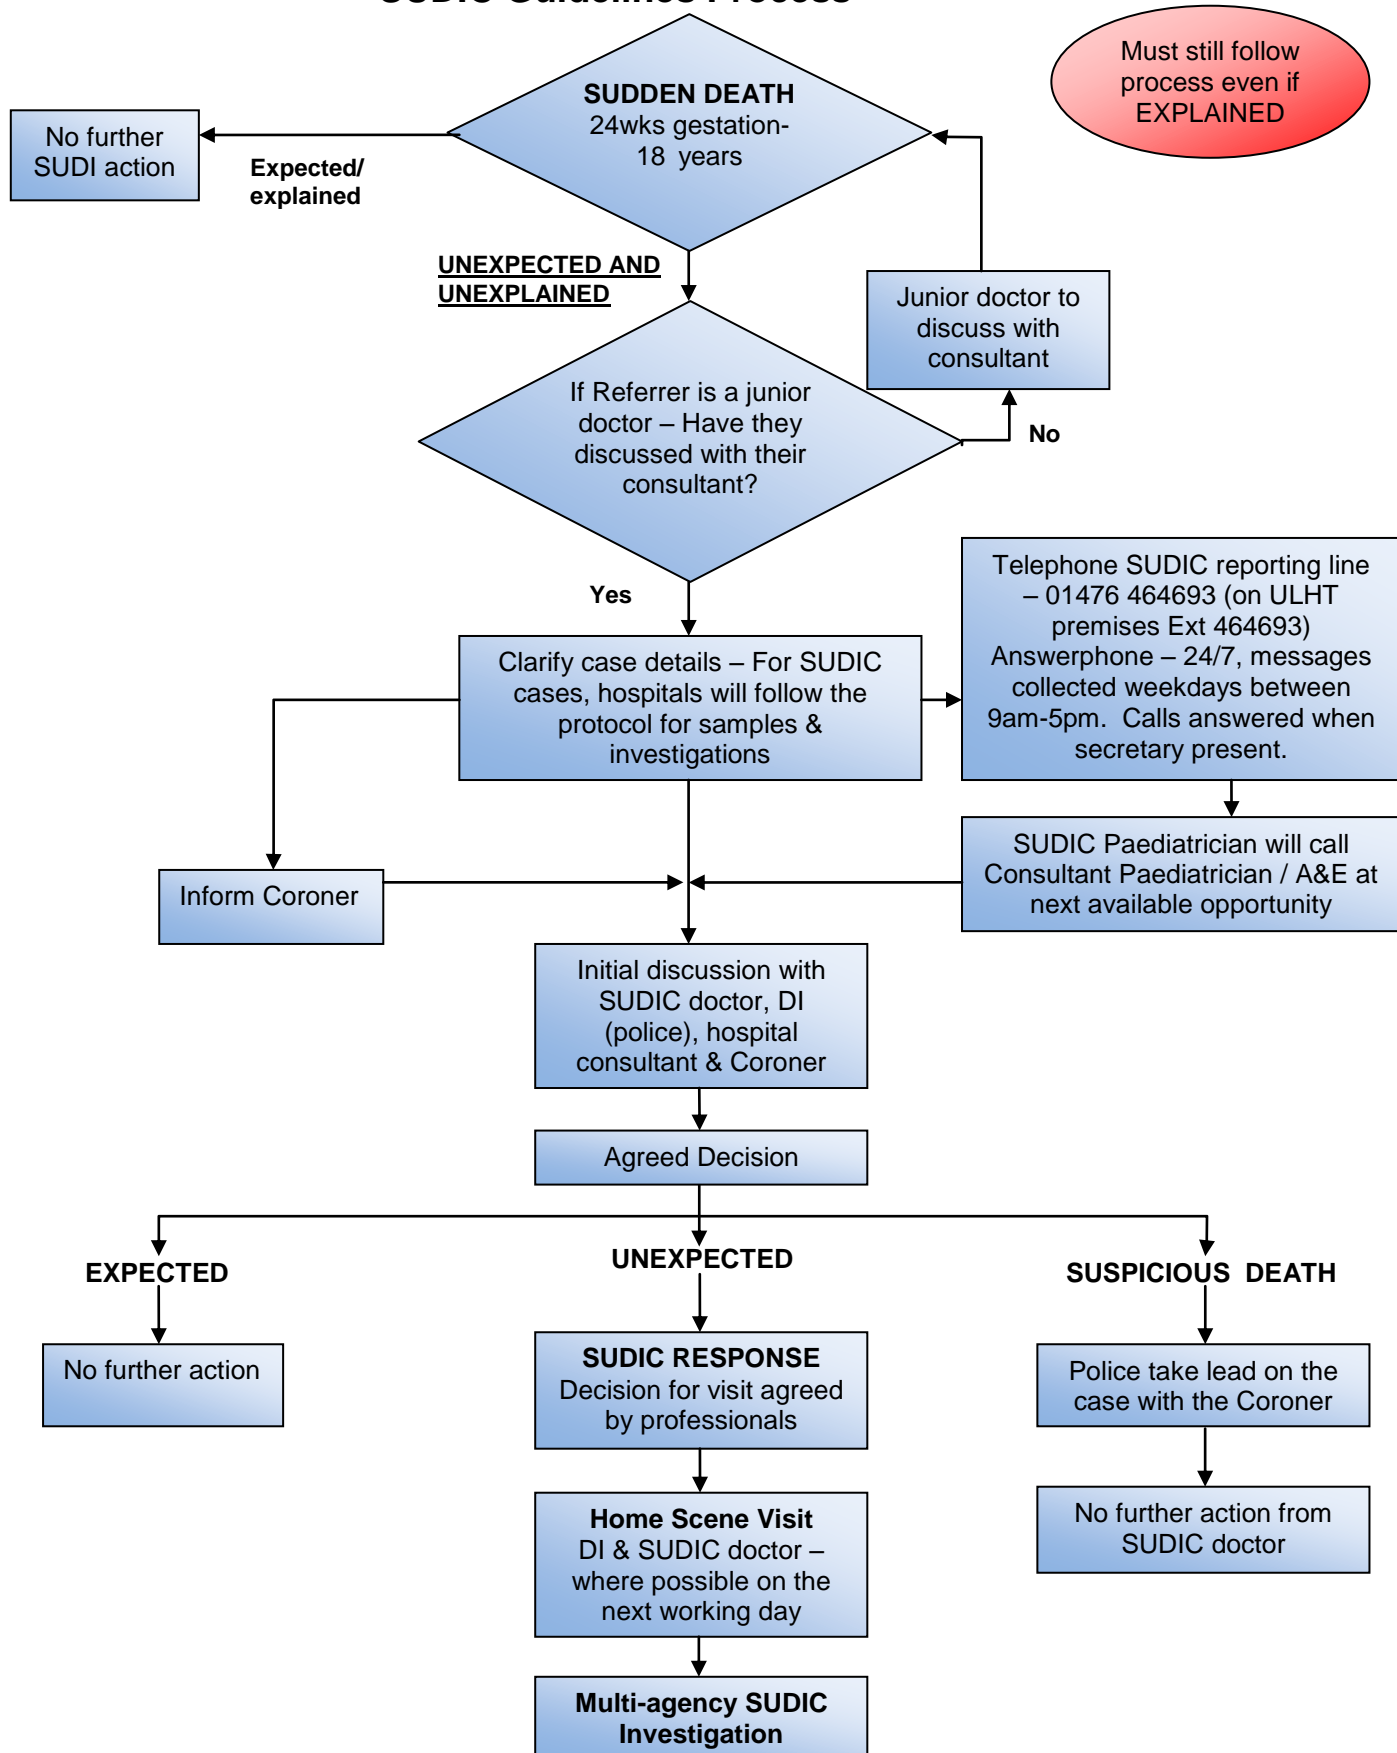 SUDIC Guidelines Process
Must still follow
process even if
EXPLAINED
SUDDEN DEATH
24wks gestation-
18 years
No further
SUDI action
Expected/
explained
UNEXPECTED AND
UNEXPLAINED
Junior doctor to
discuss with
consultant
If Referrer is a junior
doctor – Have they
discussed with their
consultant?
No
Yes
Telephone SUDIC reporting line
– 01476 464693 (on ULHT
premises Ext 464693)
Answerphone – 24/7, messages
collected weekdays between
9am-5pm. Calls answered when
secretary present.
Clarify case details – For SUDIC
cases, hospitals will follow the
protocol for samples &
investigations
SUDIC Paediatrician will call
Consultant Paediatrician / A&E at
next available opportunity
Inform Coroner
Initial discussion with
SUDIC doctor, DI
(police), hospital
consultant & Coroner
Agreed Decision
EXPECTED
UNEXPECTED
SUSPICIOUS DEATH
No further action
SUDIC RESPONSE
Decision for visit agreed
by professionals
Police take lead on the
case with the Coroner
Home Scene Visit
DI & SUDIC doctor –
where possible on the
next working day
No further action from
SUDIC doctor
Multi-agency SUDIC
Investigation